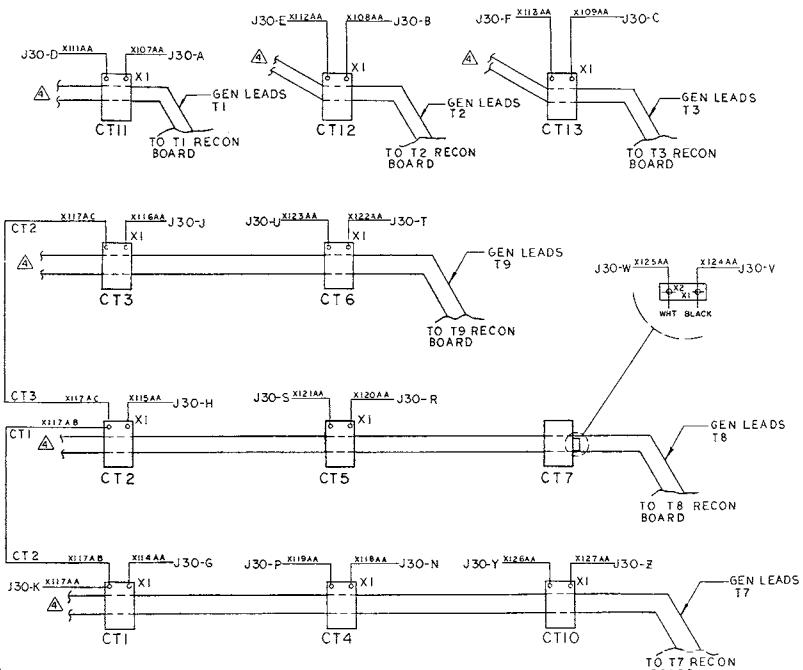 J30-D X111AA X107AA J30-A
X1
4
GEN LEADS
T1
CT11
TO T1 RECON
BOARD
J30-E X112AA X108AA J30-B
X1
4
GEN LEADS
T2
CT12
TO T2 RECON
BOARD
J30-F X113AA X109AA J30-C
X1
4
GEN LEADS
T3
CT13
TO T3 RECON
BOARD
CT2 X117AC X116AA J30-J
X1
4
CT3
J30-U X123AA X122AA J30-T
X1
CT6
GEN LEADS
T9
TO T9 RECON
BOARD
J30-W X125AA X124AA J30-V
X2
X1
WHT BLACK
CT3 X117AC X115AA J30-H
CT1 X117AB X1
4
CT2
J30-S X121AA X120AA J30-R
X1
CT5
CT7
GEN LEADS
T8
TO T8 RECON
BOARD
CT2 X117AB X114AA J30-G
J30-K X117AA X1
4
CT1
J30-P X119AA X118AA J30-N
X1
CT4
J30-Y X126AA X127AA J30-Z
X1
CT10
GEN LEADS
T7
TO T7 RECON